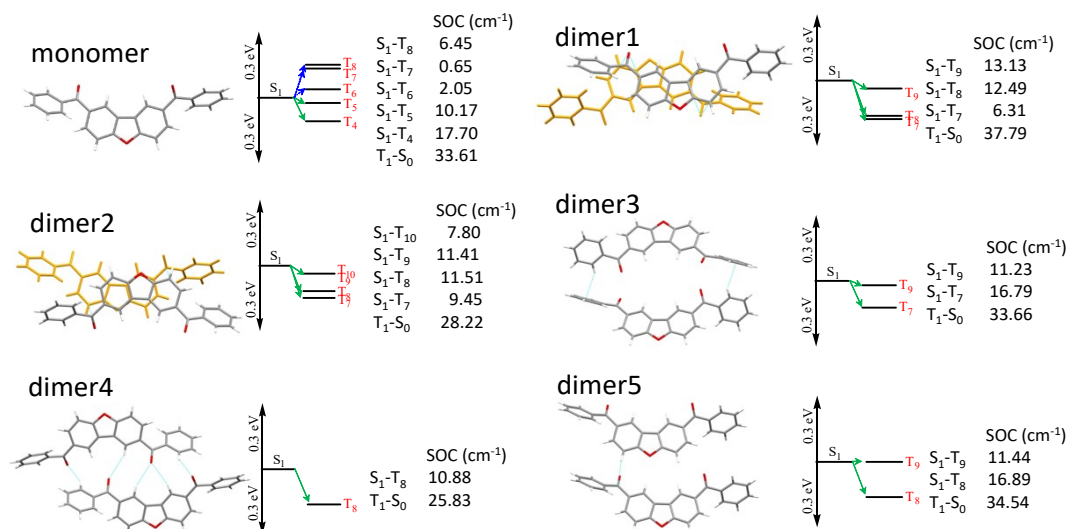 monomer
0.3 eV
0.3 eV
S₁
T₈
T₇
T₆
T₅
T₄
SOC (cm⁻¹)
S₁-T₈ 6.45
S₁-T₇ 0.65
S₁-T₆ 2.05
S₁-T₅ 10.17
S₁-T₄ 17.70
T₁-S₀ 33.61
dimer1
0.3 eV
0.3 eV
S₁
T₉
T₈
T₇
SOC (cm⁻¹)
S₁-T₉ 13.13
S₁-T₈ 12.49
S₁-T₇ 6.31
T₁-S₀ 37.79
dimer2
0.3 eV
0.3 eV
S₁
T₁₀
T₉
T₈
T₇
SOC (cm⁻¹)
S₁-T₁₀ 7.80
S₁-T₉ 11.41
S₁-T₈ 11.51
S₁-T₇ 9.45
T₁-S₀ 28.22
dimer3
0.3 eV
0.3 eV
S₁
T₉
T₇
SOC (cm⁻¹)
S₁-T₉ 11.23
S₁-T₇ 16.79
T₁-S₀ 33.66
dimer4
0.3 eV
0.3 eV
S₁
T₈
SOC (cm⁻¹)
S₁-T₈ 10.88
T₁-S₀ 25.83
dimer5
0.3 eV
0.3 eV
S₁
T₉
T₈
SOC (cm⁻¹)
S₁-T₉ 11.44
S₁-T₈ 16.89
T₁-S₀ 34.54